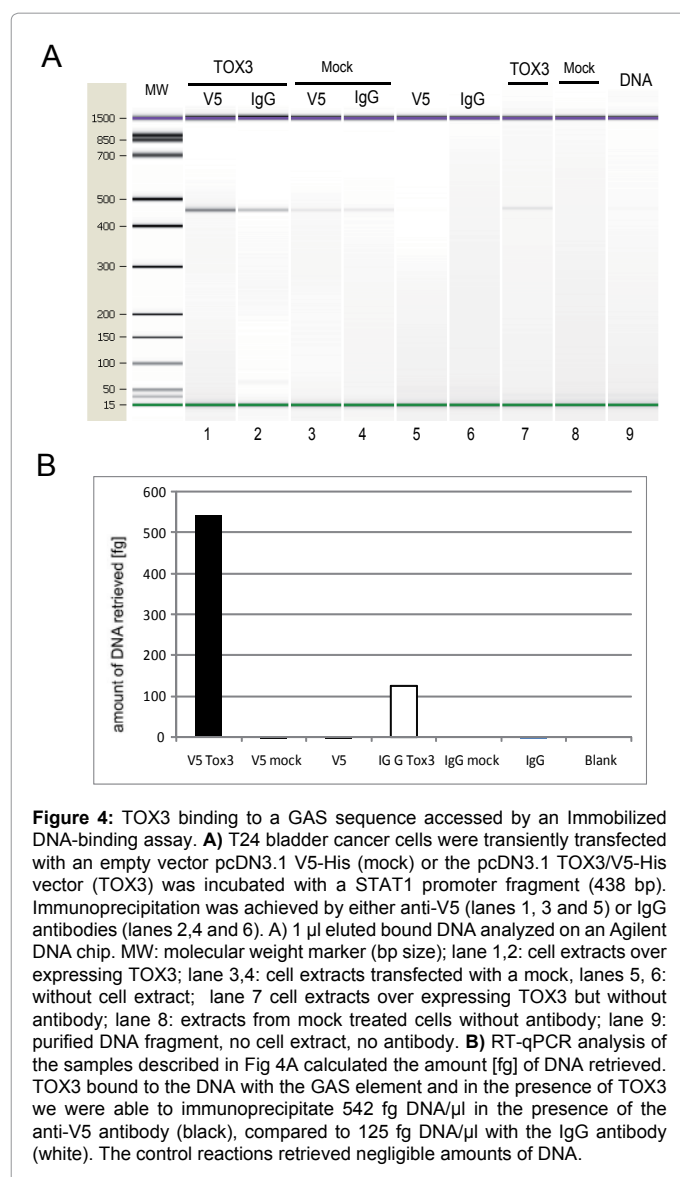 A
TOX3 Mock TOX3 Mock DNA
MW V5 IgG V5 IgG V5 IgG
1500
850
700
500
400
300
200
150
100
50
15
1 2 3 4 5 6 7 8 9
B
600
500
400
300
200
100
0
amount of DNA retrieved [fg]
V5 Tox3 V5 mock V5 IG G Tox3 IgG mock IgG Blank
Figure 4: TOX3 binding to a GAS sequence accessed by an Immobilized
DNA-binding assay. A) T24 bladder cancer cells were transiently transfected
with an empty vector pcDN3.1 V5-His (mock) or the pcDN3.1 TOX3/V5-His
vector (TOX3) was incubated with a STAT1 promoter fragment (438 bp).
Immunoprecipitation was achieved by either anti-V5 (lanes 1, 3 and 5) or IgG
antibodies (lanes 2,4 and 6). A) 1 µl eluted bound DNA analyzed on an Agilent
DNA chip. MW: molecular weight marker (bp size); lane 1,2: cell extracts over
expressing TOX3; lane 3,4: cell extracts transfected with a mock, lanes 5, 6:
without cell extract; lane 7 cell extracts over expressing TOX3 but without
antibody; lane 8: extracts from mock treated cells without antibody; lane 9:
purified DNA fragment, no cell extract, no antibody. B) RT-qPCR analysis of
the samples described in Fig 4A calculated the amount [fg] of DNA retrieved.
TOX3 bound to the DNA with the GAS element and in the presence of TOX3
we were able to immunoprecipitate 542 fg DNA/µl in the presence of the
anti-V5 antibody (black), compared to 125 fg DNA/µl with the IgG antibody
(white). The control reactions retrieved negligible amounts of DNA.